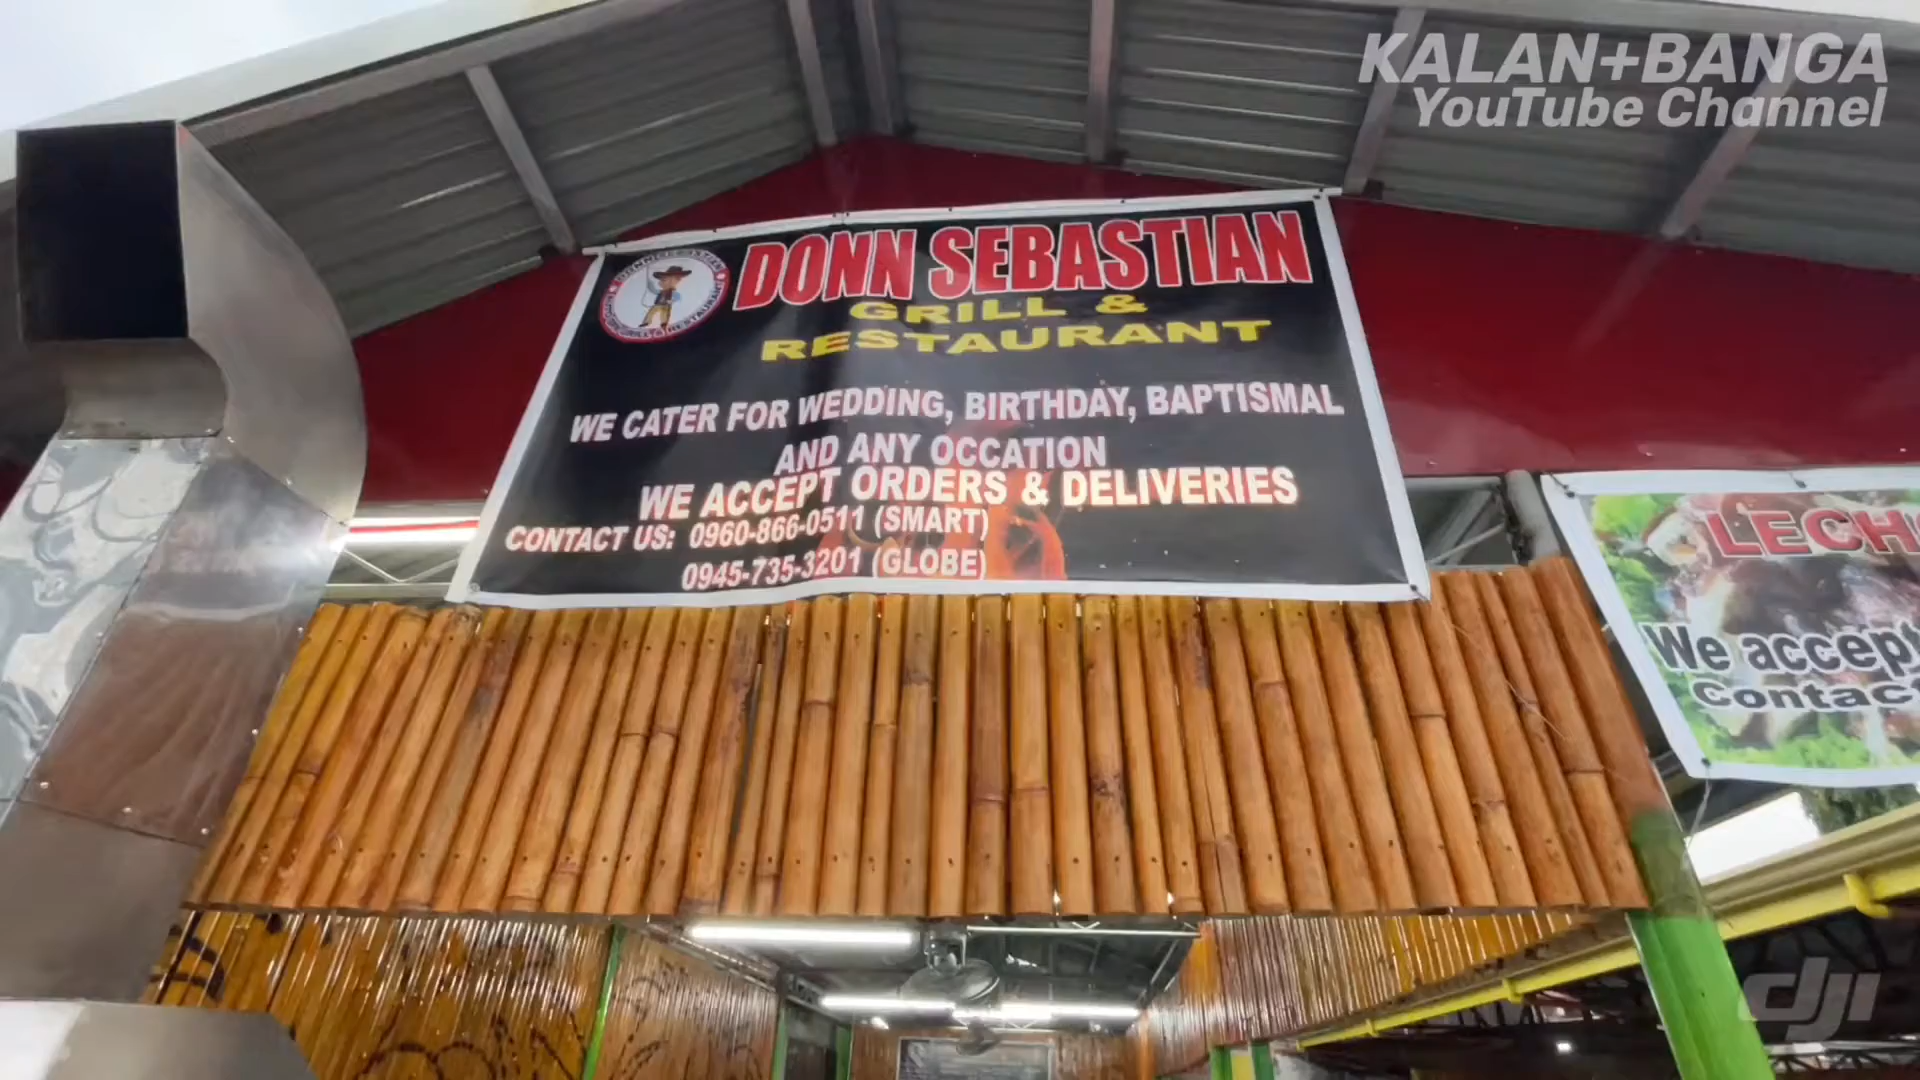 KALAN+BANGA
YouTube Channel
DONN SEBASTIAN
GRILL &
RESTAURANT
WE CATER FOR WEDDING, BIRTHDAY, BAPTISMAL
AND ANY OCCATION
WE ACCEPT ORDERS & DELIVERIES
CONTACT US: 0960-866-0511 (SMART)
0945-735-3201 (GLOBE)
LECH
We accept
Contact
dji